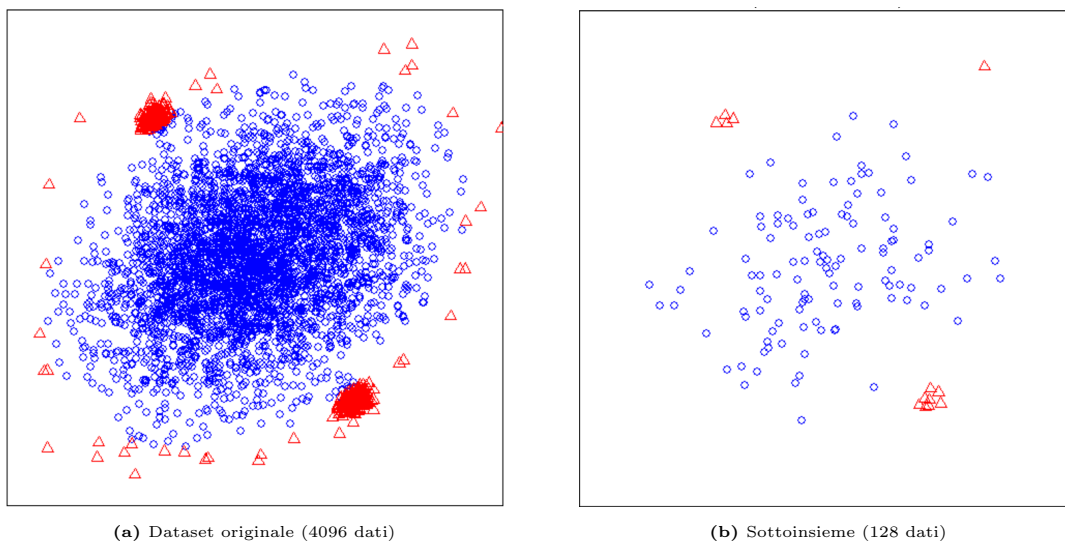 (a) Dataset originale (4096 dati)
(b) Sottoinsieme (128 dati)